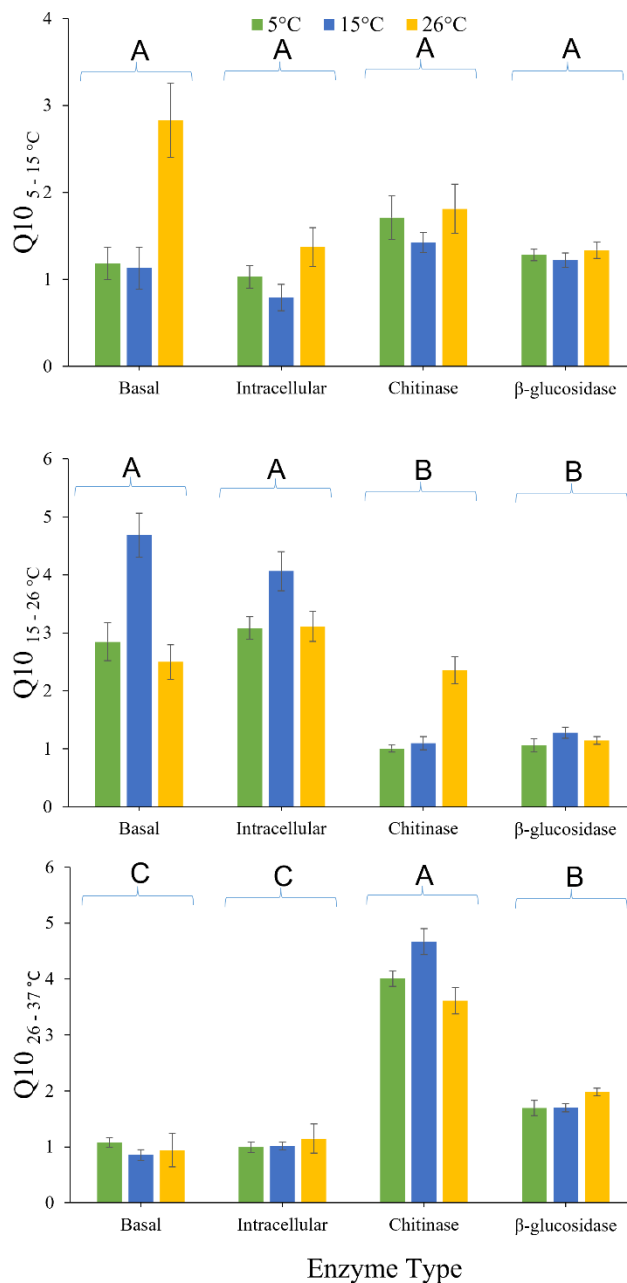 5°C 15°C 26°C
4
3
2
1
0
Q10 5 - 15 °C
A A A A
Basal Intracellular Chitinase β-glucosidase
6
5
4
3
2
1
0
Q10 15 - 26 °C
A A B B
Basal Intracellular Chitinase β-glucosidase
6
5
4
3
2
1
0
Q10 26 - 37 °C
C C A B
Basal Intracellular Chitinase β-glucosidase
Enzyme Type